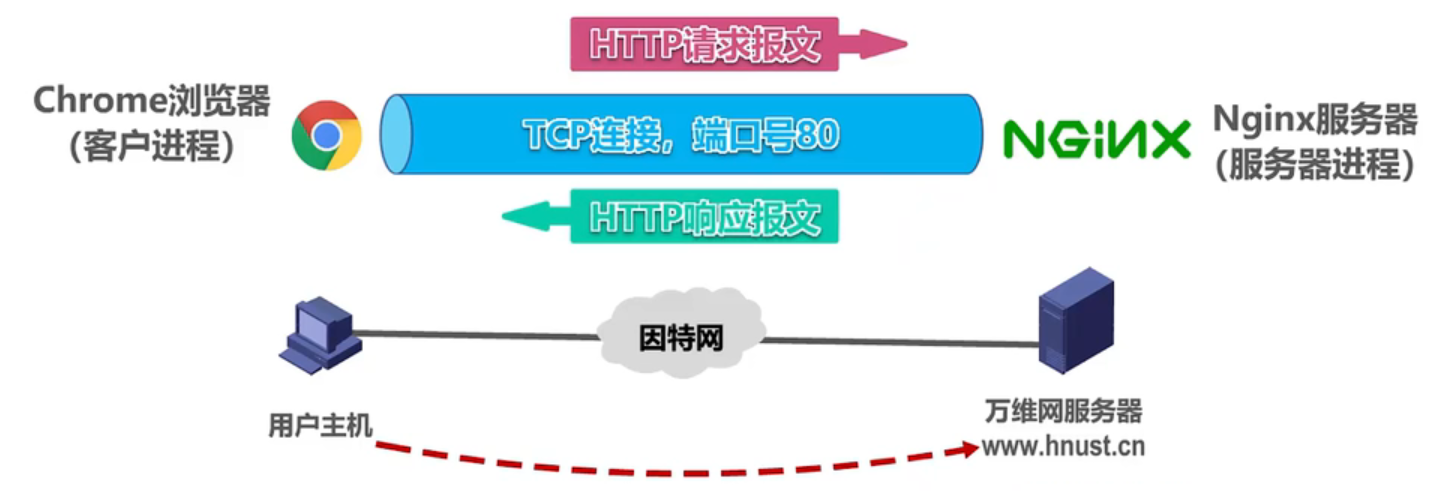 HTTP请求报文
Chrome浏览器
(客户进程)
TCP连接，端口号80
NGINX
Nginx服务器
(服务器进程)
HTTP响应报文
因特网
用户主机
万维网服务器
www.hnust.cn